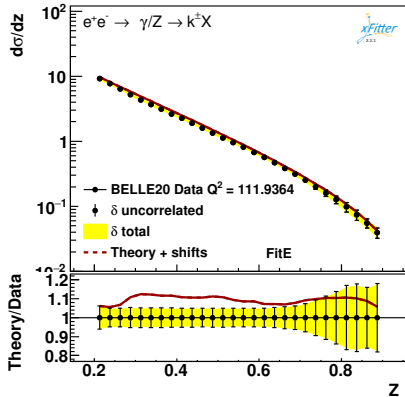 e⁺e⁻→ γ/Z → k±X
xFitter
dσ/dz
10
1
10⁻¹
10⁻²
BELLE20 Data Q² = 111.9364
δ uncorrelated
δ total
Theory + shifts
FitE
Theory/Data
1.2
1.1
1
0.9
0.8
0.2 0.4 0.6 0.8
Z